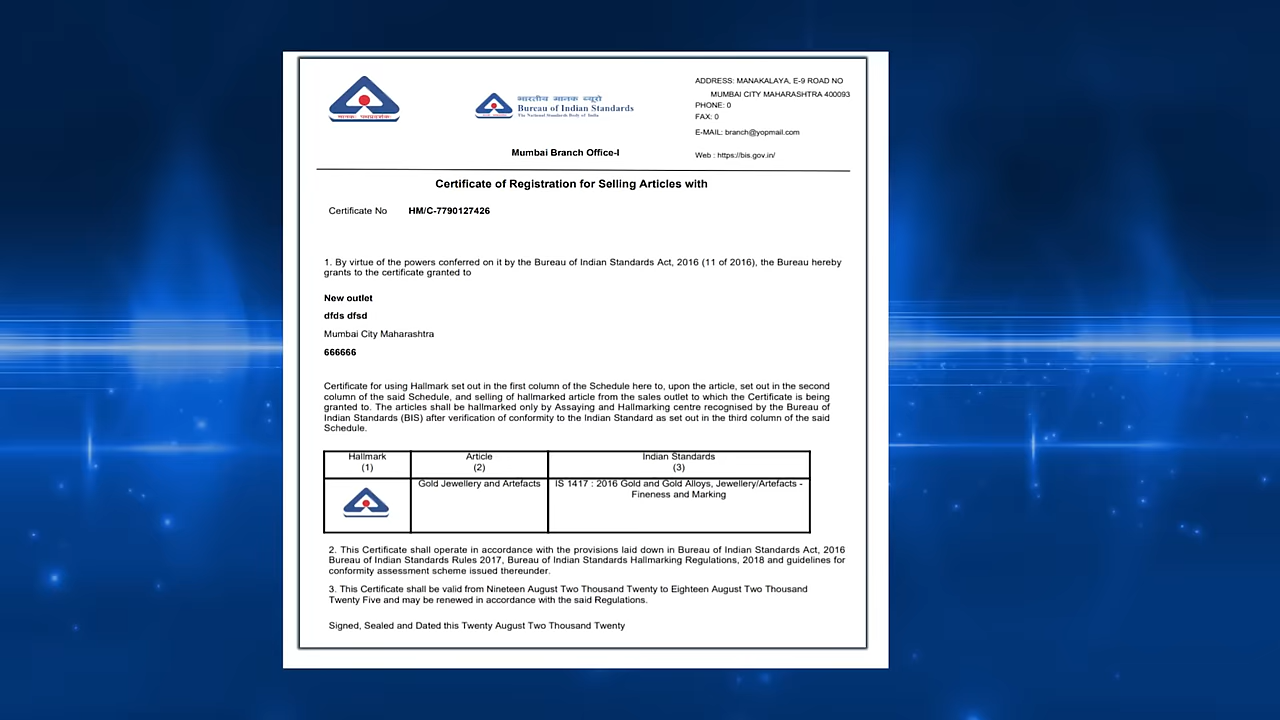 ADDRESS: MANAKALAYA, E-9 ROAD NO
MUMBAI CITY MAHARASHTRA 400093
PHONE: 0
FAX: 0
E-MAIL: branch@yopmail.com
Web : https://bis.gov.in/
मानकः पथप्रदर्शकः
भारतीय मानक ब्यूरो
Bureau of Indian Standards
The National Standards Body of India
Mumbai Branch Office-I
Certificate of Registration for Selling Articles with
Certificate No HM/C-7790127426
1. By virtue of the powers conferred on it by the Bureau of Indian Standards Act, 2016 (11 of 2016), the Bureau hereby
grants to the certificate granted to
New outlet
dfds dfsd
Mumbai City Maharashtra
666666
Certificate for using Hallmark set out in the first column of the Schedule here to, upon the article, set out in the second
column of the said Schedule, and selling of hallmarked article from the sales outlet to which the Certificate is being
granted to. The articles shall be hallmarked only by Assaying and Hallmarking centre recognised by the Bureau of
Indian Standards (BIS) after verification of conformity to the Indian Standard as set out in the third column of the said
Schedule.
Hallmark Article Indian Standards
(1) (2) (3)
Gold Jewellery and Artefacts IS 1417 : 2016 Gold and Gold Alloys, Jewellery/Artefacts -
Fineness and Marking
2. This Certificate shall operate in accordance with the provisions laid down in Bureau of Indian Standards Act, 2016
Bureau of Indian Standards Rules 2017, Bureau of Indian Standards Hallmarking Regulations, 2018 and guidelines for
conformity assessment scheme issued thereunder.
3. This Certificate shall be valid from Nineteen August Two Thousand Twenty to Eighteen August Two Thousand
Twenty Five and may be renewed in accordance with the said Regulations.
Signed, Sealed and Dated this Twenty August Two Thousand Twenty